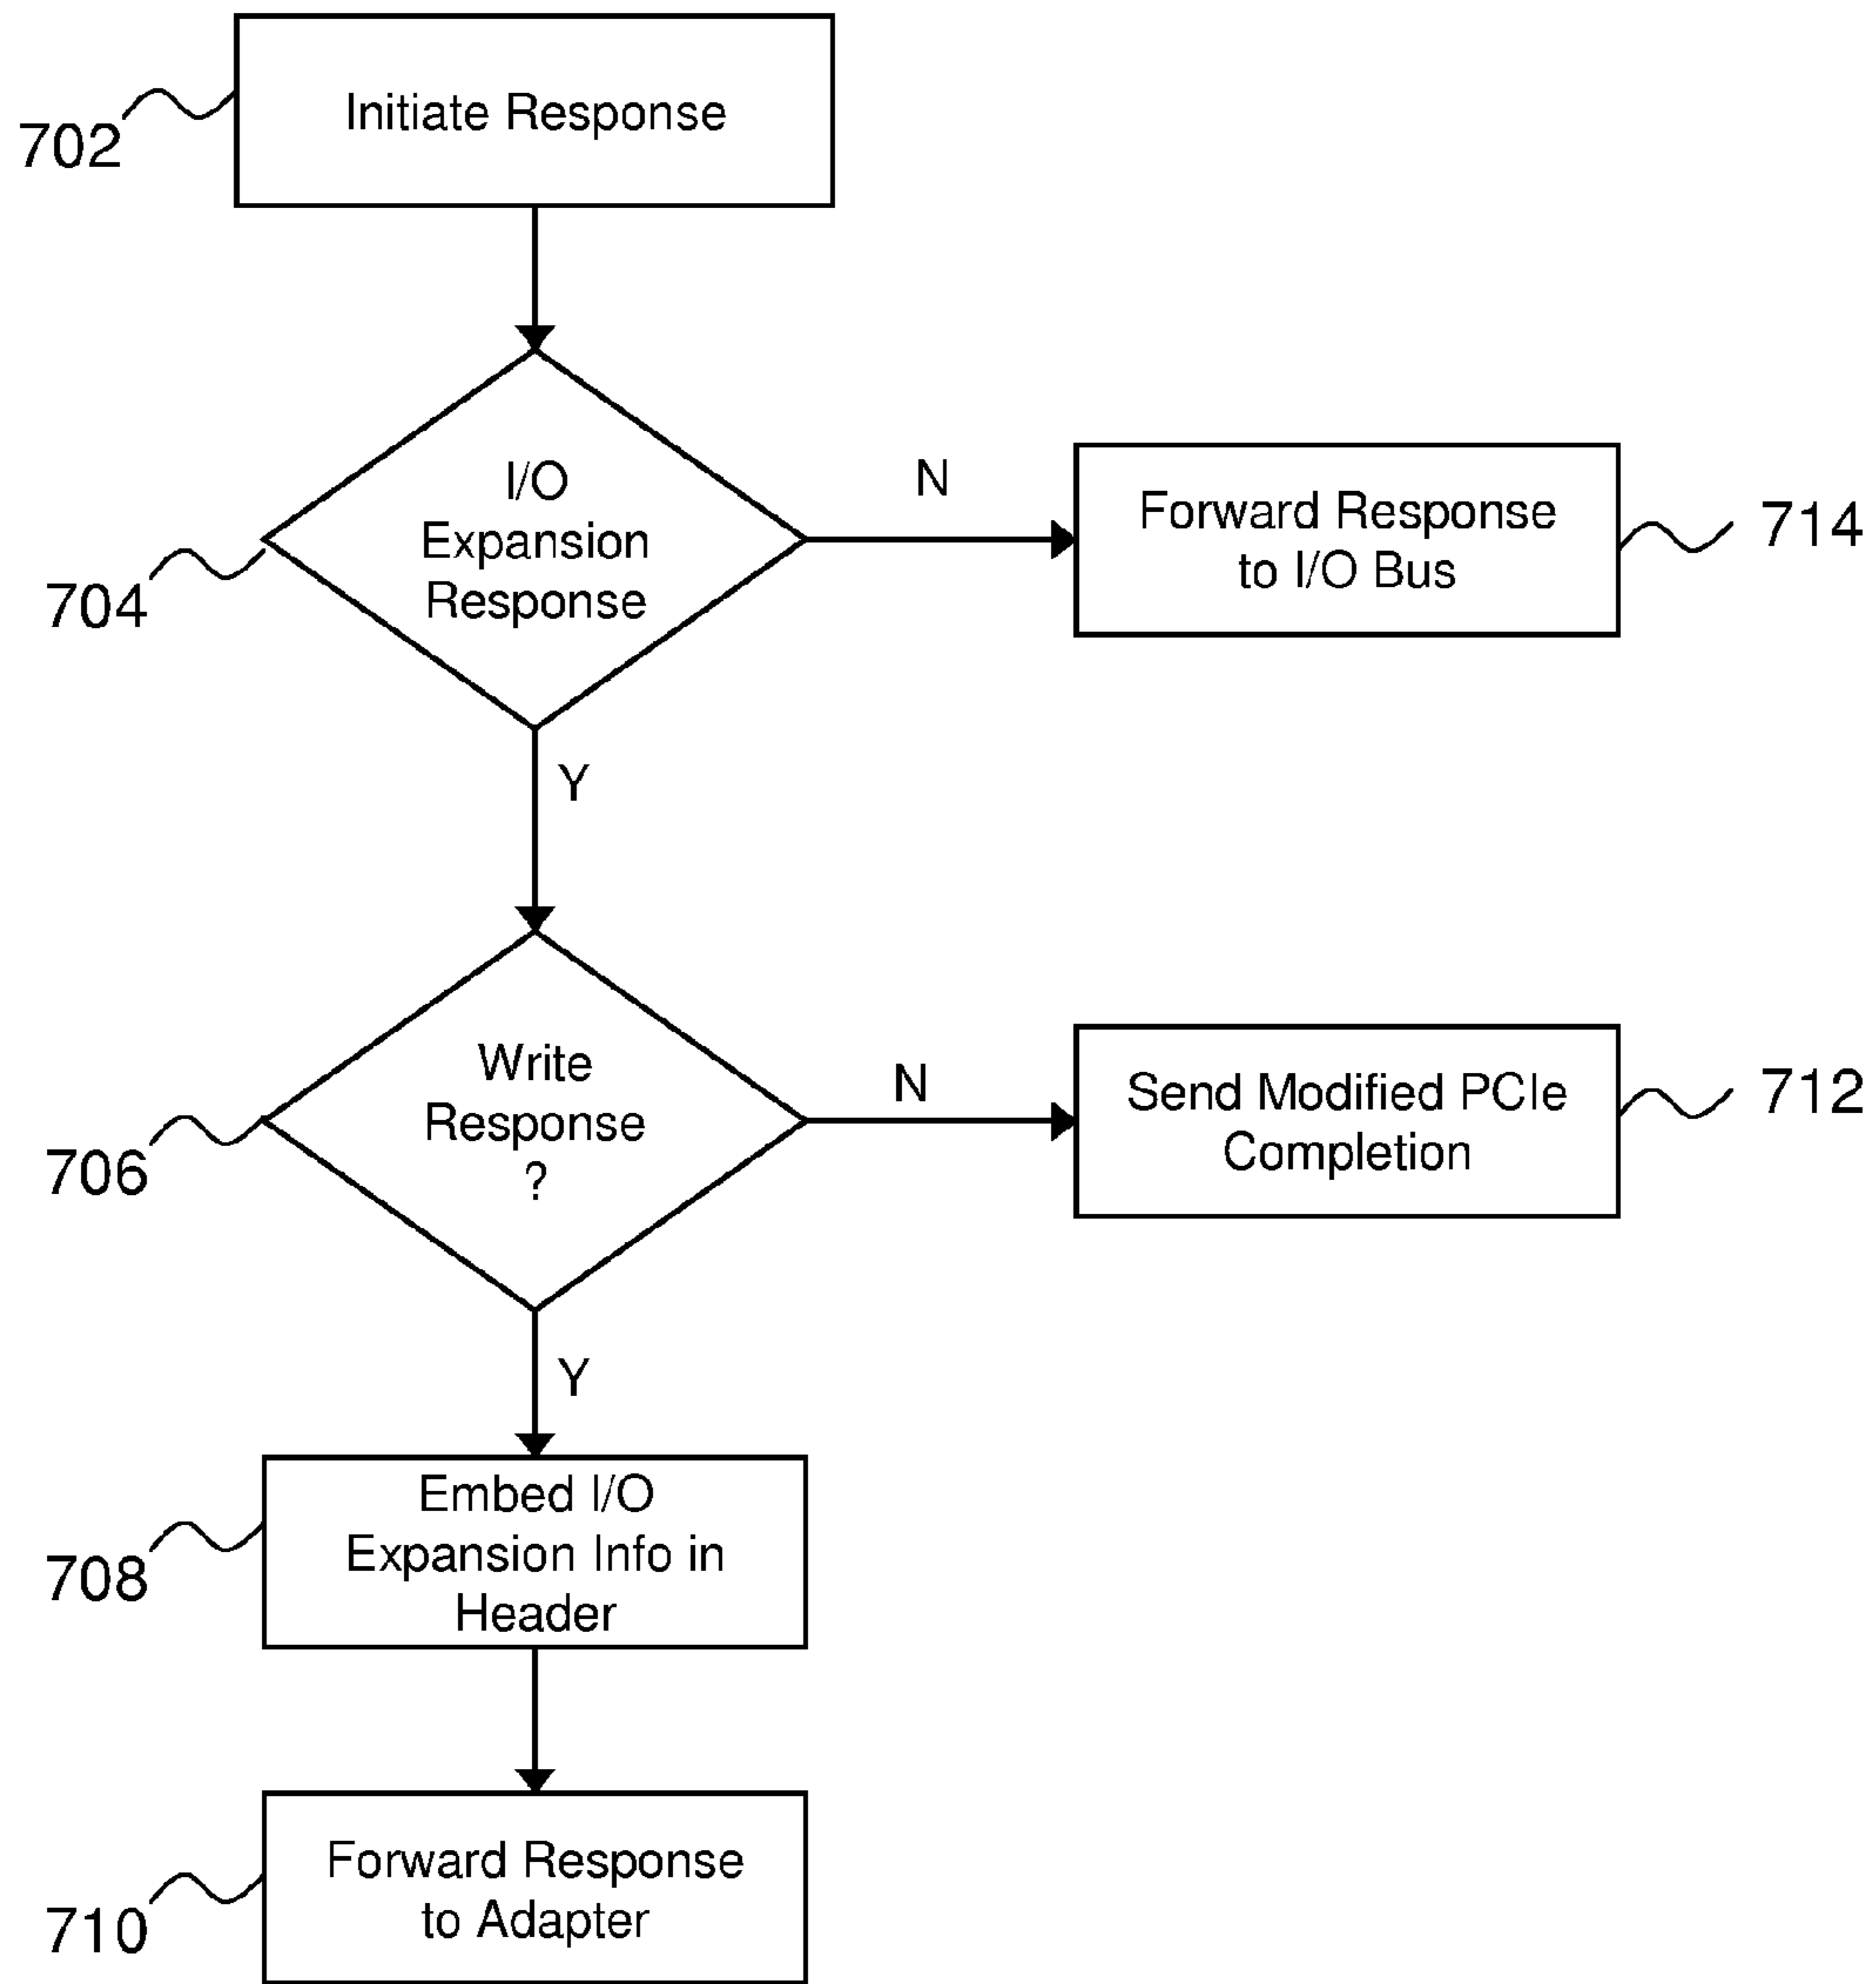 Initiate Response
702
I/O
Expansion
Response
704
N
Forward Response
to I/O Bus
714
Y
Write
Response
?
706
N
Send Modified PCIe
Completion
712
Y
Embed I/O
Expansion Info in
Header
708
Forward Response
to Adapter
710